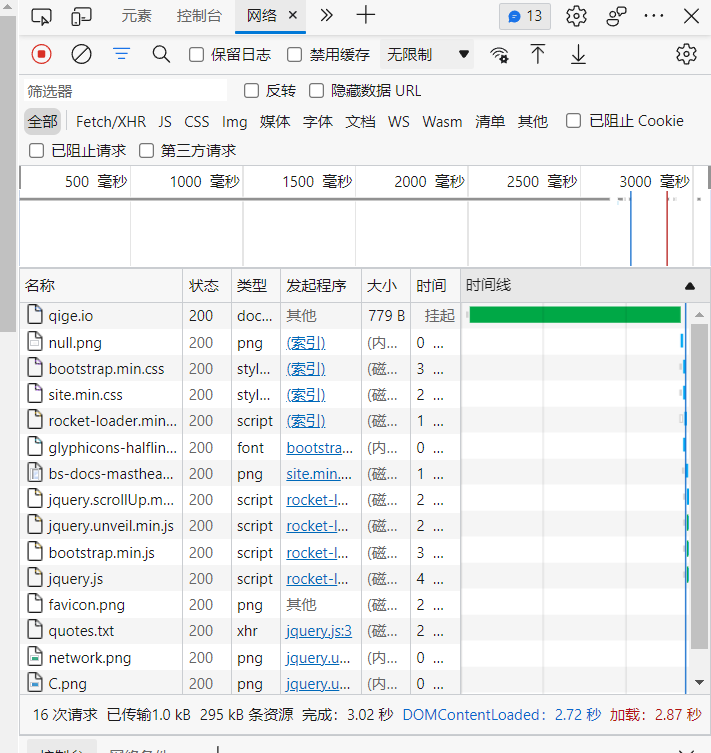 元素 控制台 网络 13
保留日志 禁用缓存 无限制
筛选器 反转 隐藏数据 URL
全部 Fetch/XHR JS CSS Img 媒体 字体 文档 WS Wasm 清单 其他 已阻止 Cookie
已阻止请求 第三方请求
500 毫秒 1000 毫秒 1500 毫秒 2000 毫秒 2500 毫秒 3000 毫秒
名称 状态 类型 发起程序 大小 时间 时间线
qige.io 200 doc... 其他 779 B 挂起
null.png 200 png (索引) (内... 0 ...
bootstrap.min.css 200 styl... (索引) (磁... 3 ...
site.min.css 200 styl... (索引) (磁... 2 ...
rocket-loader.min... 200 script (索引) (磁... 1 ...
glyphicons-halflin... 200 font bootstra... (内... 0 ...
bs-docs-masthea... 200 png site.min.... (磁... 1 ...
jquery.scrollUp.m... 200 script rocket-l... (磁... 2 ...
jquery.unveil.min.js 200 script rocket-l... (磁... 2 ...
bootstrap.min.js 200 script rocket-l... (磁... 3 ...
jquery.js 200 script rocket-l... (磁... 4 ...
favicon.png 200 png 其他 (磁... 2 ...
quotes.txt 200 xhr jquery.js:3 (磁... 2 ...
network.png 200 png jquery.u... (内... 0 ...
C.png 200 png jquery.u... (内... 0 ...
16 次请求 已传输1.0 kB 295 kB 条资源 完成：3.02 秒 DOMContentLoaded：2.72 秒 加载：2.87 秒